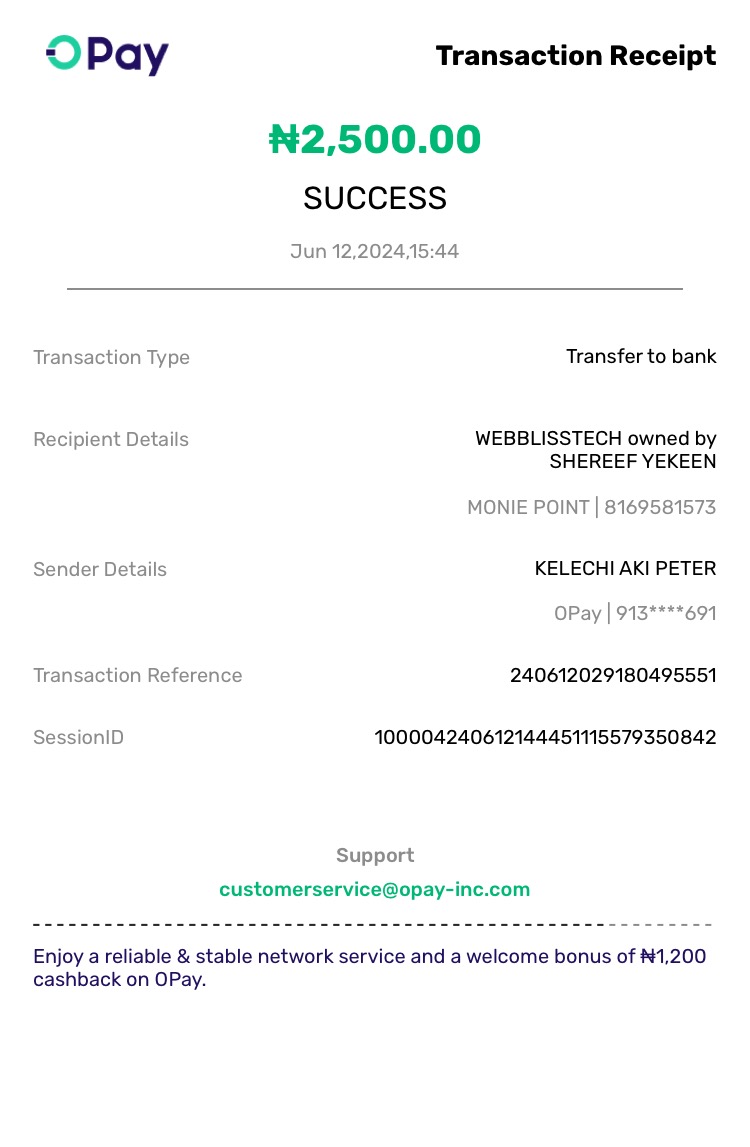 OPay
Transaction Receipt
₦2,500.00
SUCCESS
Jun 12,2024,15:44
Transaction Type
Transfer to bank
Recipient Details
WEBBLISSTECH owned by
SHEREEF YEKEEN
MONIE POINT | 8169581573
Sender Details
KELECHI AKI PETER
OPay | 913****691
Transaction Reference
240612029180495551
SessionID
100004240612144451115579350842
Support
customerservice@opay-inc.com
Enjoy a reliable & stable network service and a welcome bonus of ₦1,200
cashback on OPay.